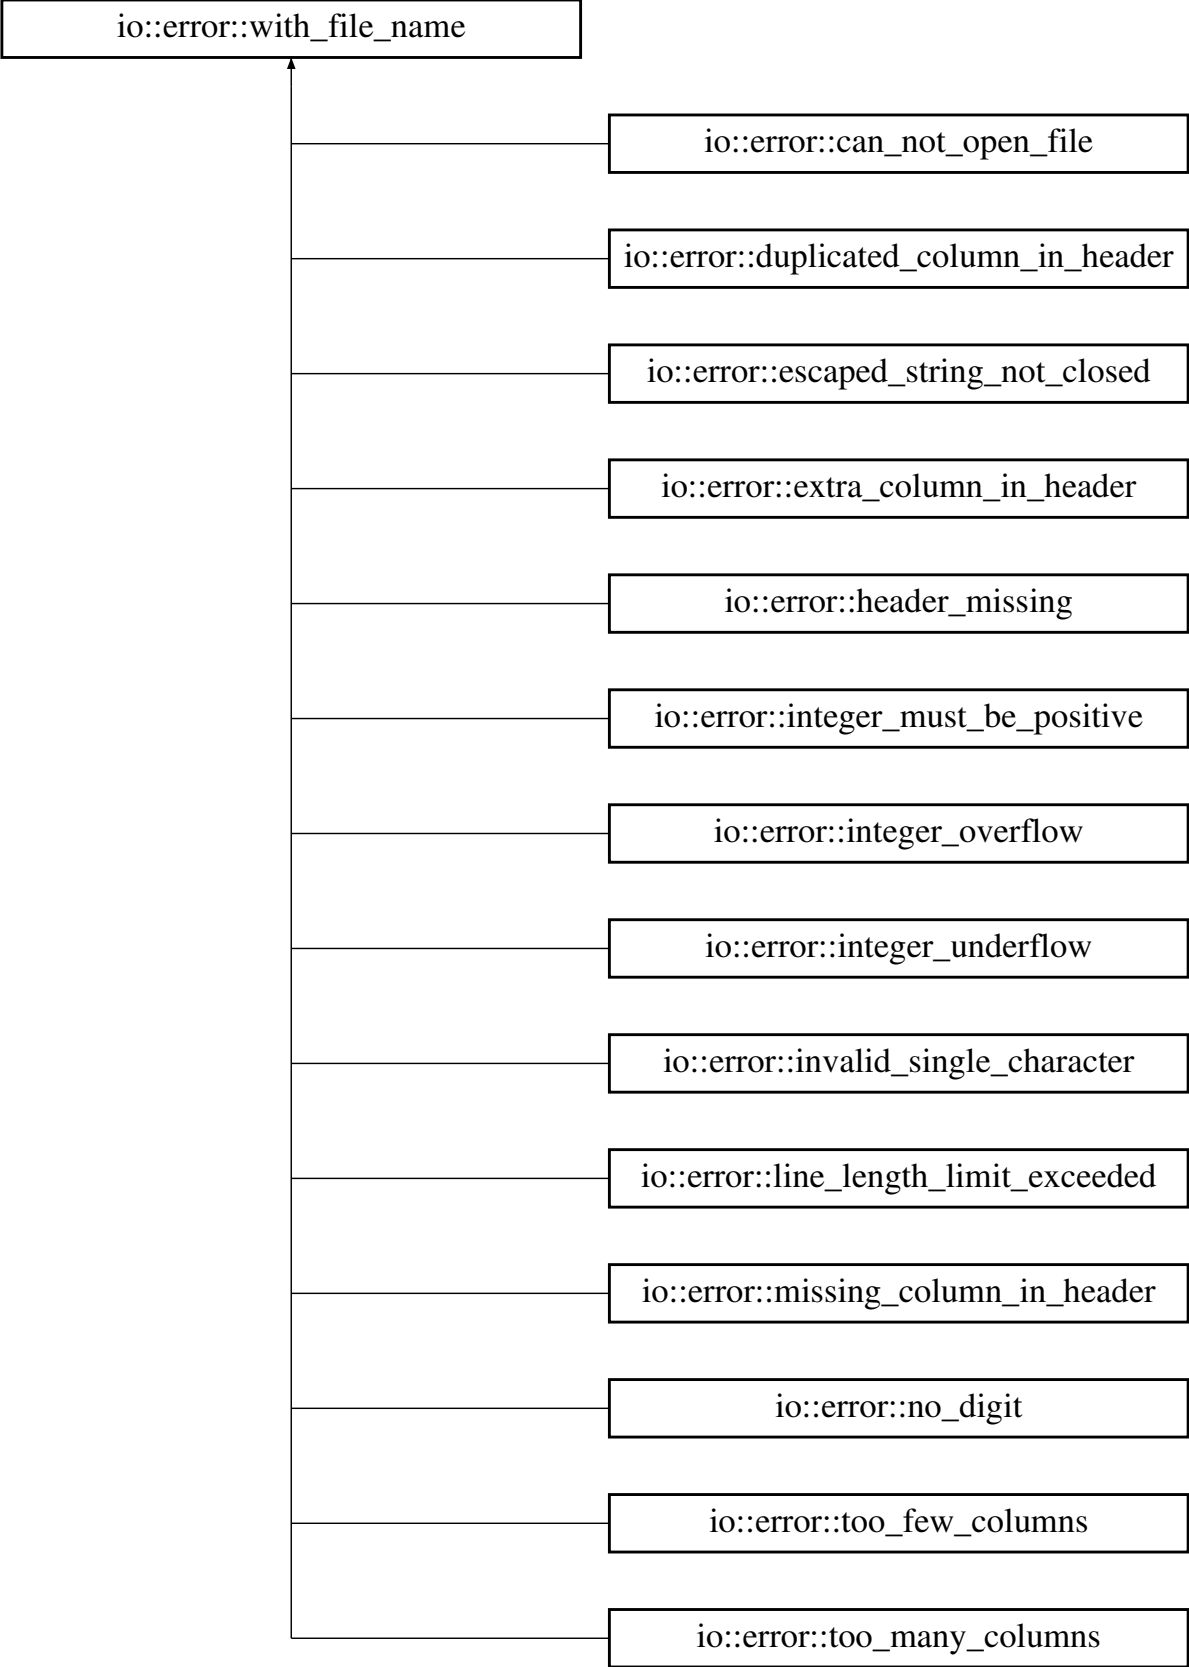 io::error::with_file_name
io::error::can_not_open_file
io::error::duplicated_column_in_header
io::error::escaped_string_not_closed
io::error::extra_column_in_header
io::error::header_missing
io::error::integer_must_be_positive
io::error::integer_overflow
io::error::integer_underflow
io::error::invalid_single_character
io::error::line_length_limit_exceeded
io::error::missing_column_in_header
io::error::no_digit
io::error::too_few_columns
io::error::too_many_columns